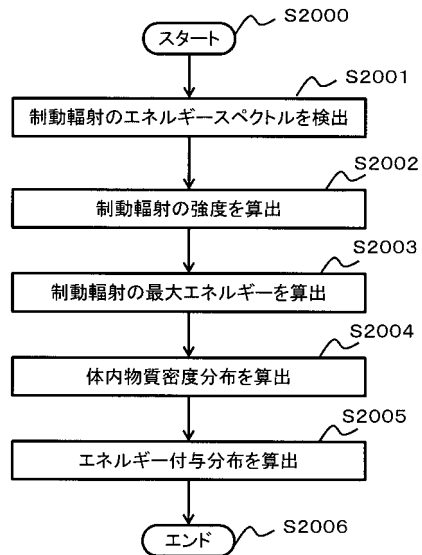 スタート
S2000
S2001
制動輻射のエネルギースペクトルを検出
S2002
制動輻射の強度を算出
S2003
制動輻射の最大エネルギーを算出
S2004
体内物質密度分布を算出
S2005
エネルギー付与分布を算出
エンド
S2006